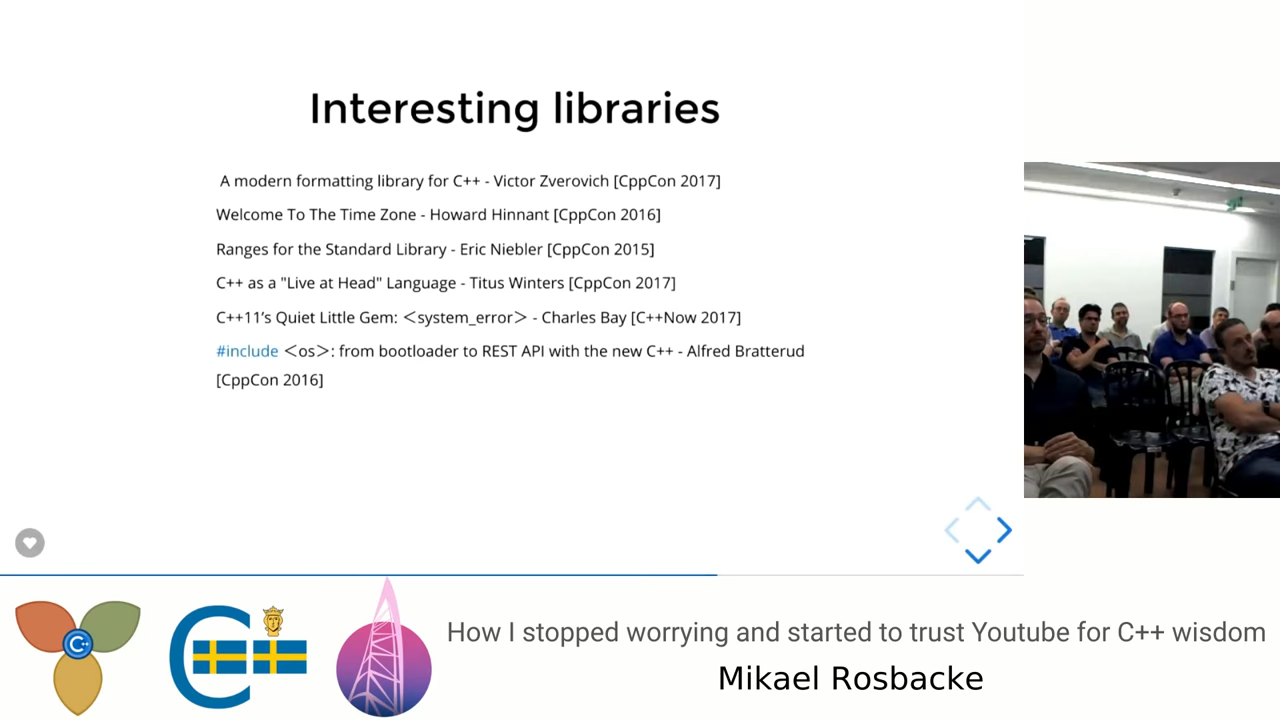 Interesting libraries
A modern formatting library for C++ - Victor Zverovich [CppCon 2017]
Welcome To The Time Zone - Howard Hinnant [CppCon 2016]
Ranges for the Standard Library - Eric Niebler [CppCon 2015]
C++ as a "Live at Head" Language - Titus Winters [CppCon 2017]
C++11’s Quiet Little Gem: <system_error> - Charles Bay [C++Now 2017]
#include <os>: from bootloader to REST API with the new C++ - Alfred Bratterud
[CppCon 2016]
C++
C++
How I stopped worrying and started to trust Youtube for C++ wisdom
Mikael Rosbacke